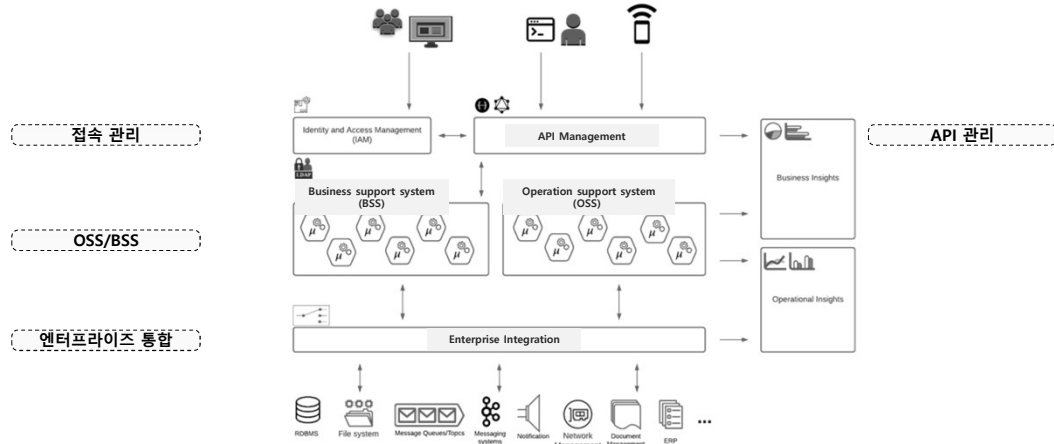 접속 관리
Identity and Access Management
(IAM)
API Management
API 관리
LDAP
Business support system
(BSS)
Operation support system
(OSS)
Business Insights
μ μ μ μ μ μ
μ μ μ μ μ μ
OSS/BSS
Operational Insights
엔터프라이즈 통합
Enterprise Integration
RDBMS
File system
Message Queues/Topcs
Messaging
systems
Notification
Network
Document
ERP
...